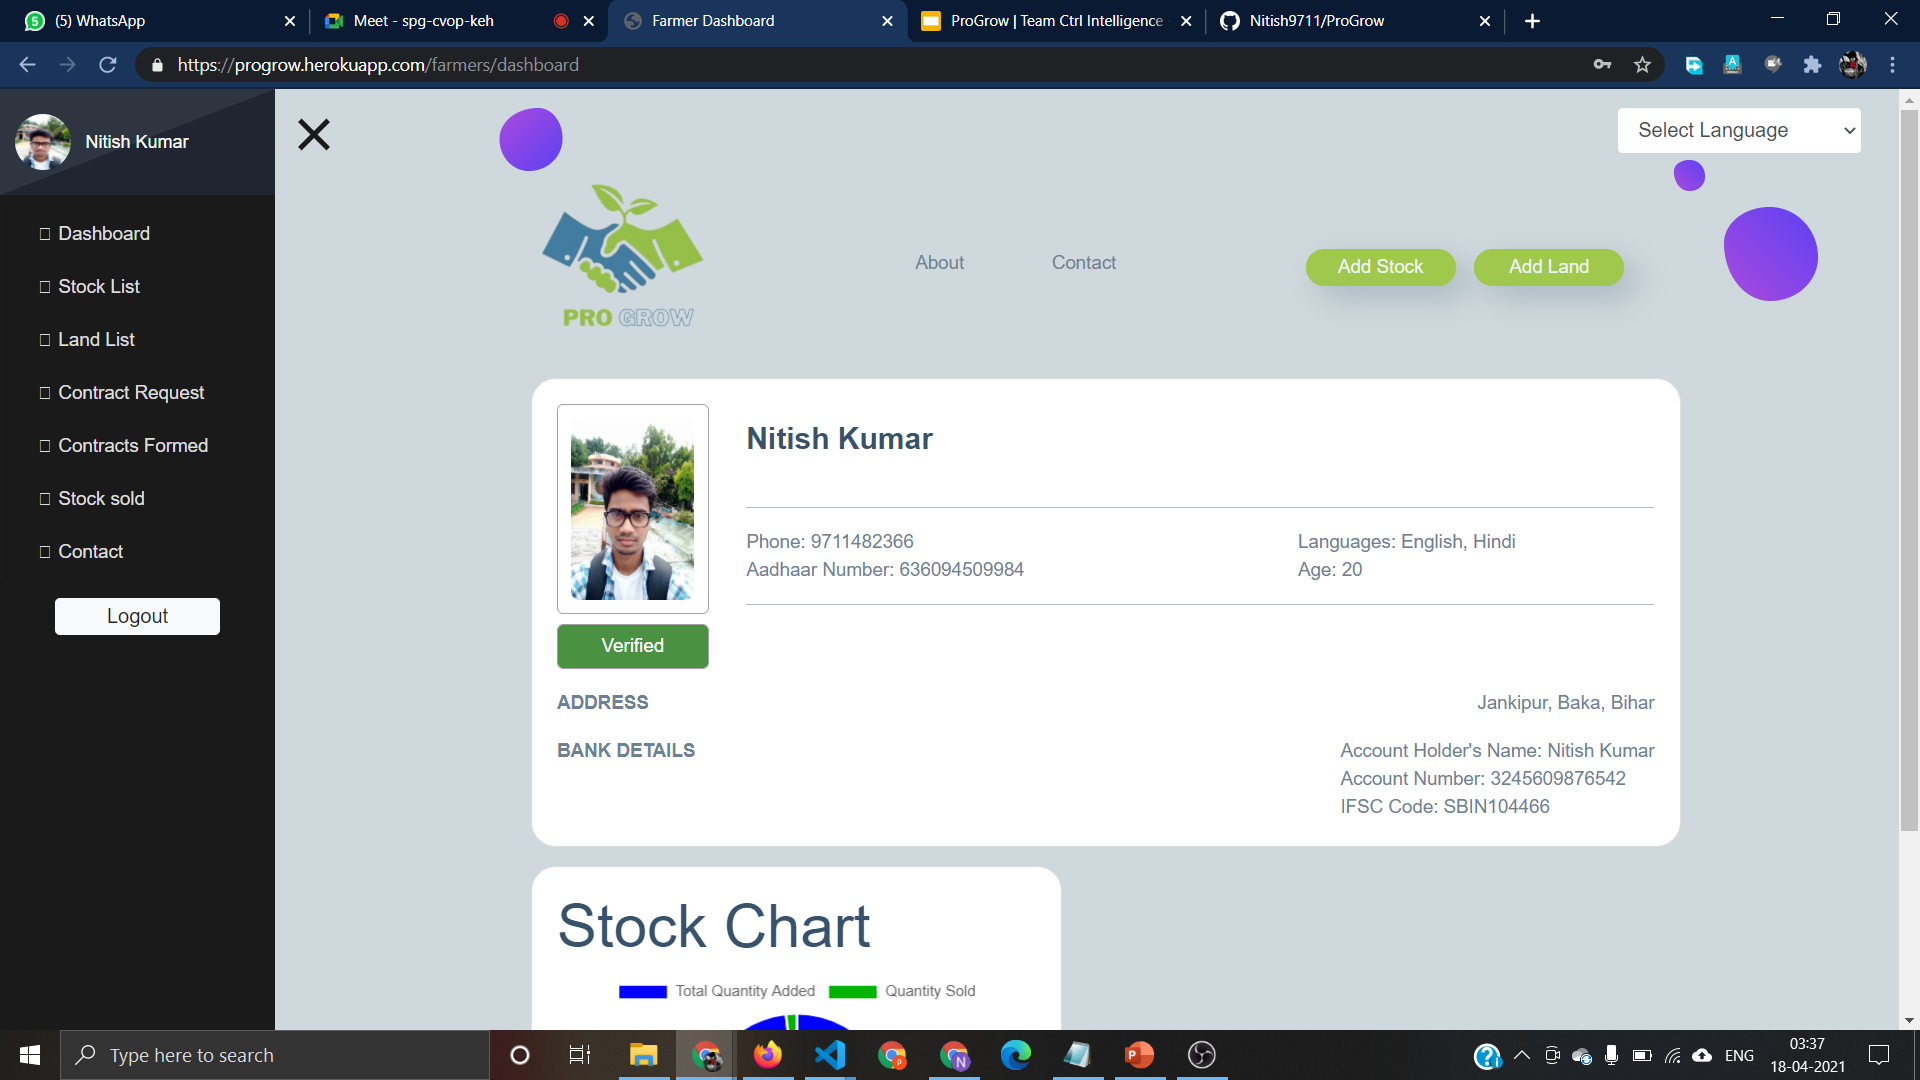 (5) WhatsApp
Meet - spg-cvop-keh
Farmer Dashboard
ProGrow | Team Ctrl Intelligence
Nitish9711/ProGrow
https://progrow.herokuapp.com/farmers/dashboard
Nitish Kumar
Select Language
Dashboard
Stock List
Land List
Contract Request
Contracts Formed
Stock sold
Contact
Logout
PRO GROW
About
Contact
Add Stock
Add Land
Nitish Kumar
Phone: 9711482366
Aadhaar Number: 636094509984
Languages: English, Hindi
Age: 20
Verified
ADDRESS
Jankipur, Baka, Bihar
BANK DETAILS
Account Holder's Name: Nitish Kumar
Account Number: 3245609876542
IFSC Code: SBIN104466
Stock Chart
Total Quantity Added
Quantity Sold
Type here to search
ENG
03:37
18-04-2021